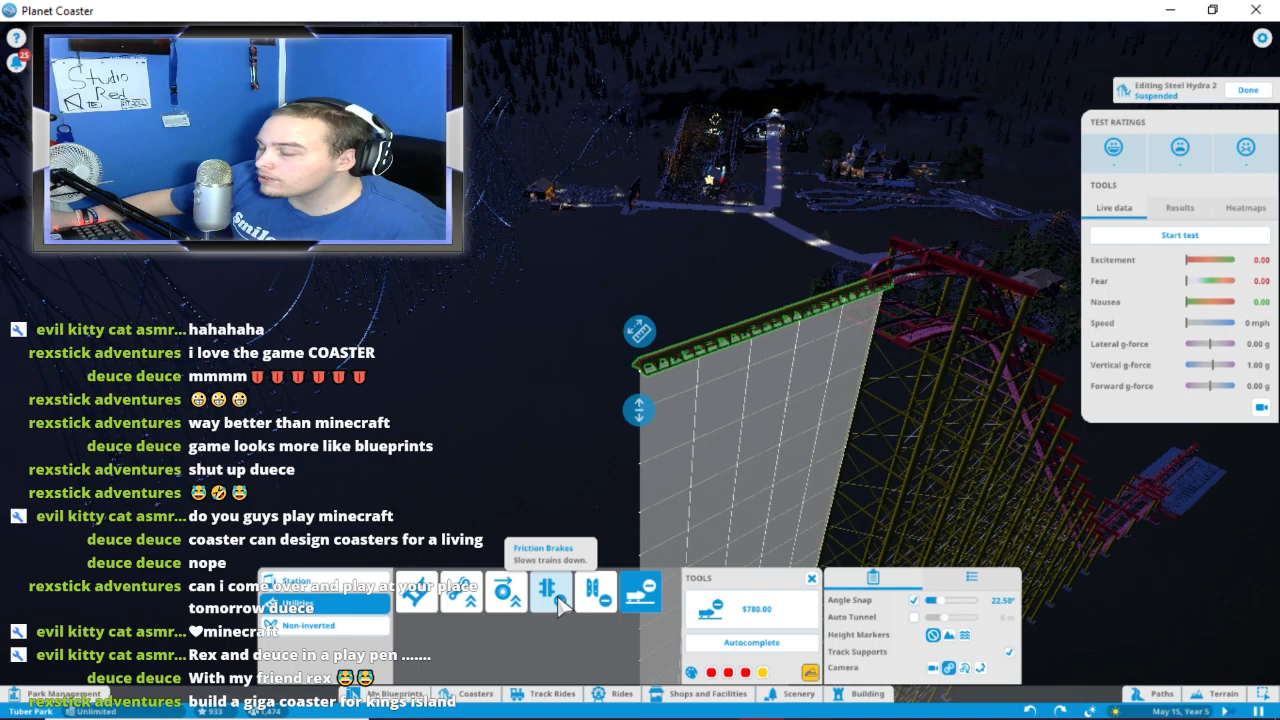 Planet Coaster
25
Studio
Red
Smile
Editing Steel Hydra 2
Suspended
Done
TEST RATINGS
-
-
-
TOOLS
Live data
Results
Heatmaps
Start test
Excitement 0.00
Fear 0.00
Nausea 0.00
Speed 0 mph
Lateral g-force 0.00 g
Vertical g-force 1.00 g
Forward g-force 0.00 g
evil kitty cat asmr... hahahaha
rexstick adventures i love the game COASTER
deuce deuce mmmm
rexstick adventures
rexstick adventures way better than minecraft
deuce deuce game looks more like blueprints
rexstick adventures shut up duece
rexstick adventures
evil kitty cat asmr... do you guys play minecraft
deuce deuce coaster can design coasters for a living
deuce deuce nope
rexstick adventures can i come over and play at your place
tomorrow duece
evil kitty cat asmr... ❤minecraft
evil kitty cat asmr... Rex and deuce in a play pen .......
deuce deuce With my friend rex
rexstick adventures build a giga coaster for kings island
Friction Brakes
Slows trains down.
Station
Utilities
Non-inverted
TOOLS
$780.00
Autocomplete
Angle Snap 22.50°
Auto Tunnel 6 m
Height Markers
Track Supports
Camera
Park Management
My Blueprints
Coasters
Track Rides
Rides
Shops and Facilities
Scenery
Building
Paths
Terrain
Tuber Park
Unlimited
933
1,474
May 15, Year 5